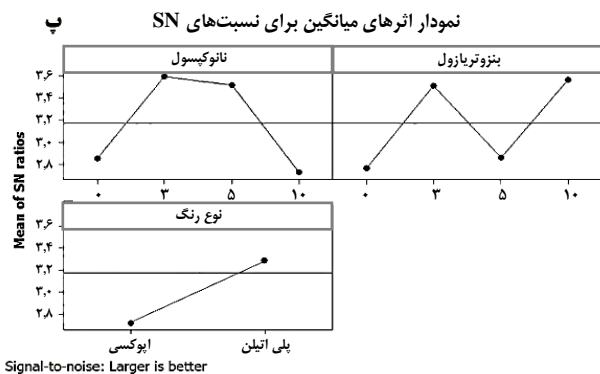 نمودار اثرهای میانگین برای نسبت‌های SN
پ
نانوکپسول
بنزوتریازول
Mean of SN ratios
۳٫۶
۳٫۴
۳٫۲
۳٫۰
۲٫۸
۰ ۳ ۵ ۱۰
۰ ۳ ۵ ۱۰
نوع رنگ
۳٫۶
۳٫۴
۳٫۲
۳٫۰
۲٫۸
اپوکسی
پلی اتیلن
Signal-to-noise: Larger is better